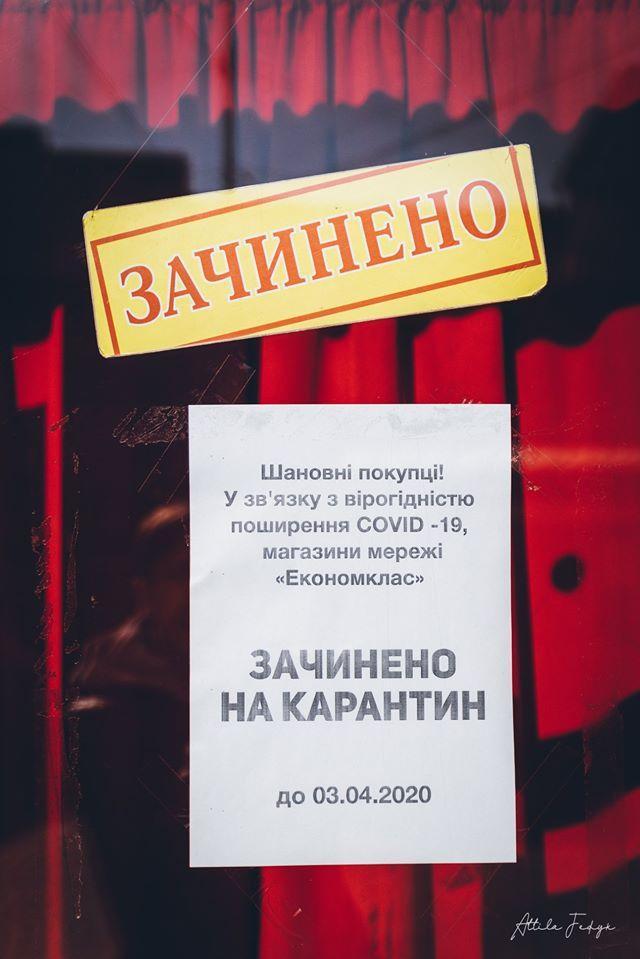 ЗАЧИНЕНО
Шановні покупці!
У зв'язку з вірогідністю
поширення COVID -19,
магазини мережі
«Економклас»
ЗАЧИНЕНО
НА КАРАНТИН
до 03.04.2020
Attila Fedyk